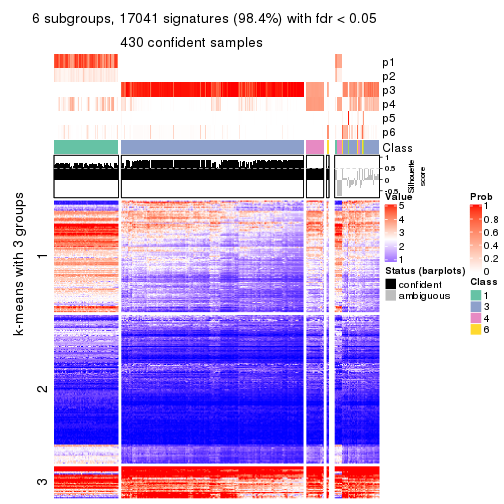 6 subgroups, 17041 signatures (98.4%) with fdr < 0.05
430 confident samples
p1
p2
p3
p4
p5
p6
Class
1
0.5
0
-0.5
Silhouette
score
k-means with 3 groups
1
2
3
Value
5
4
3
2
1
Status (barplots)
confident
ambiguous
Prob
1
0.8
0.6
0.4
0.2
0
Class
1
3
4
6